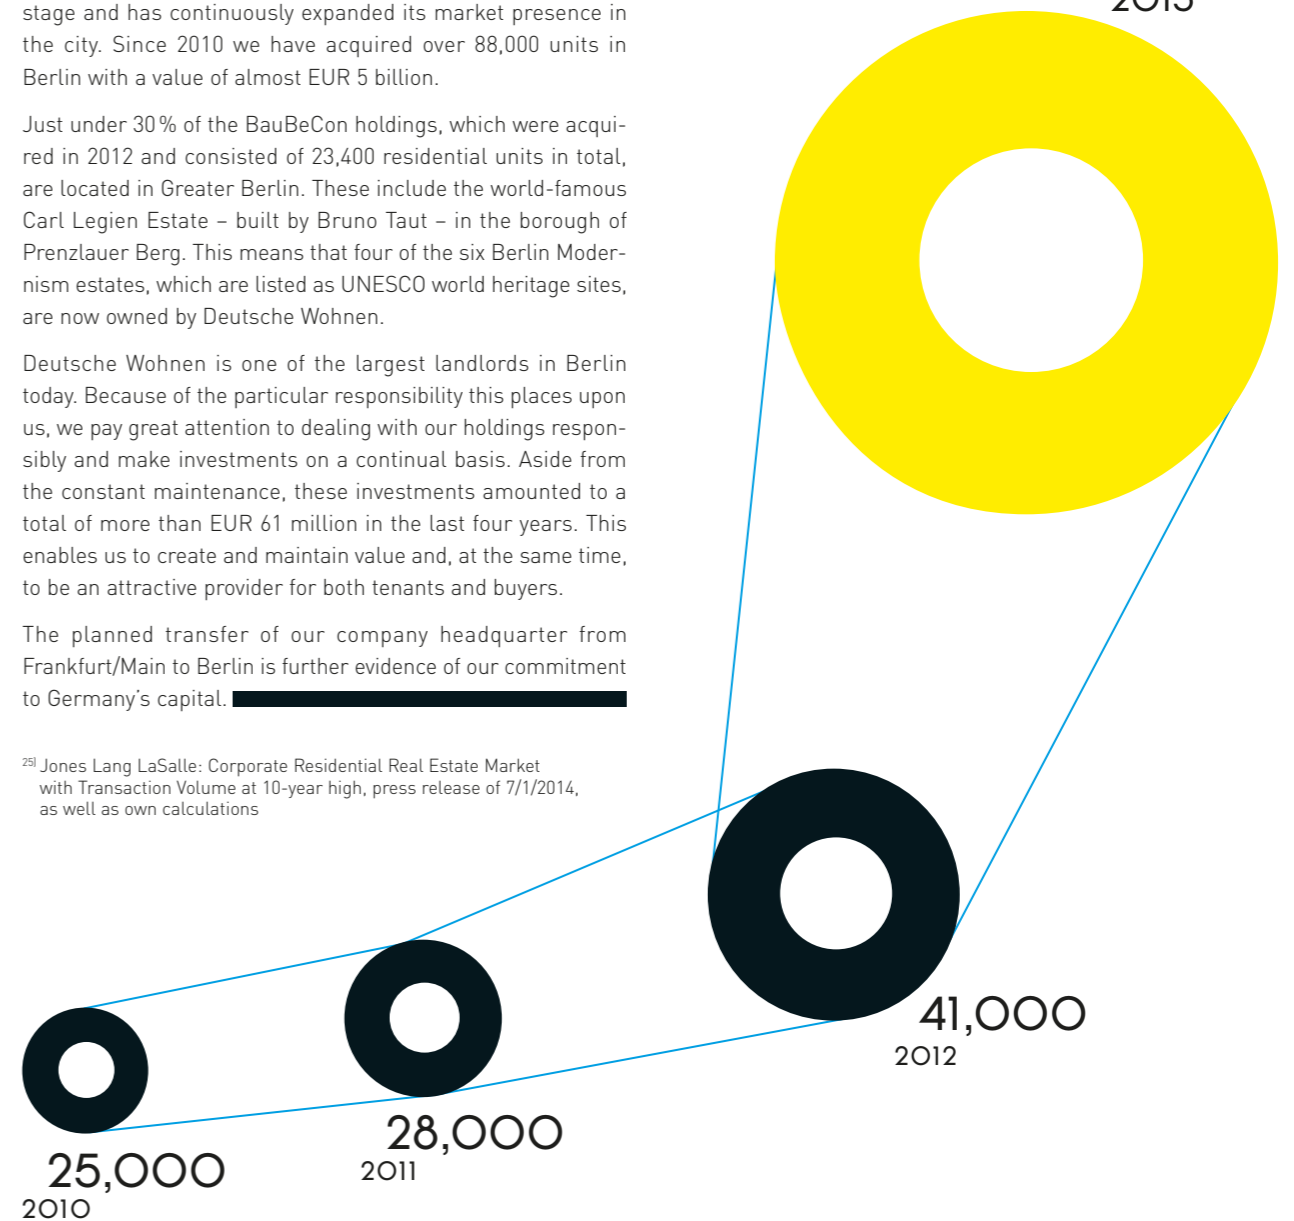 stage and has continuously expanded its market presence in
the city. Since 2010 we have acquired over 88,000 units in
Berlin with a value of almost EUR 5 billion.
Just under 30 % of the BauBeCon holdings, which were acqui-
red in 2012 and consisted of 23,400 residential units in total,
are located in Greater Berlin. These include the world-famous
Carl Legien Estate – built by Bruno Taut – in the borough of
Prenzlauer Berg. This means that four of the six Berlin Moder-
nism estates, which are listed as UNESCO world heritage sites,
are now owned by Deutsche Wohnen.
Deutsche Wohnen is one of the largest landlords in Berlin
today. Because of the particular responsibility this places upon
us, we pay great attention to dealing with our holdings respon-
sibly and make investments on a continual basis. Aside from
the constant maintenance, these investments amounted to a
total of more than EUR 61 million in the last four years. This
enables us to create and maintain value and, at the same time,
to be an attractive provider for both tenants and buyers.
The planned transfer of our company headquarter from
Frankfurt/Main to Berlin is further evidence of our commitment
to Germany's capital.
25) Jones Lang LaSalle: Corporate Residential Real Estate Market
with Transaction Volume at 10-year high, press release of 7/1/2014,
as well as own calculations
41,000
2012
28,000
2011
25,000
2010